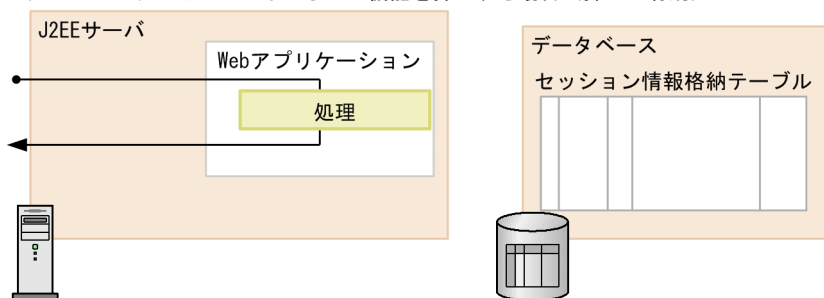 J2EEサーバ
Webアプリケーション
処理
データベース
セッション情報格納テーブル